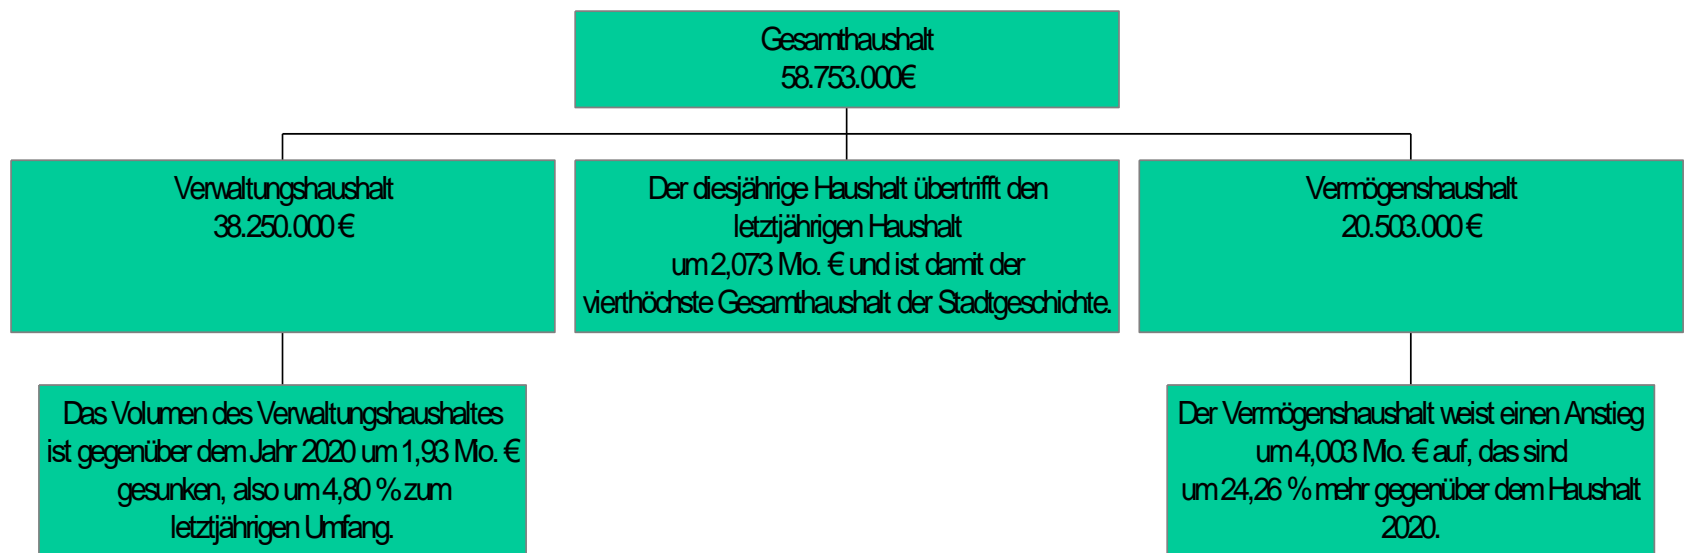 Gesamthaushalt
58.753.000€
Verwaltungshaushalt
38.250.000 €
Der diesjährige Haushalt übertrifft den
letztjährigen Haushalt
um 2,073 Mio. € und ist damit der
vierthöchste Gesamthaushalt der Stadtgeschichte.
Vermögenshaushalt
20.503.000 €
Das Volumen des Verwaltungshaushaltes
ist gegenüber dem Jahr 2020 um 1,93 Mio. €
gesunken, also um 4,80 % zum
letztjährigen Umfang.
Der Vermögenshaushalt weist einen Anstieg
um 4,003 Mio. € auf, das sind
um 24,26 % mehr gegenüber dem Haushalt
2020.